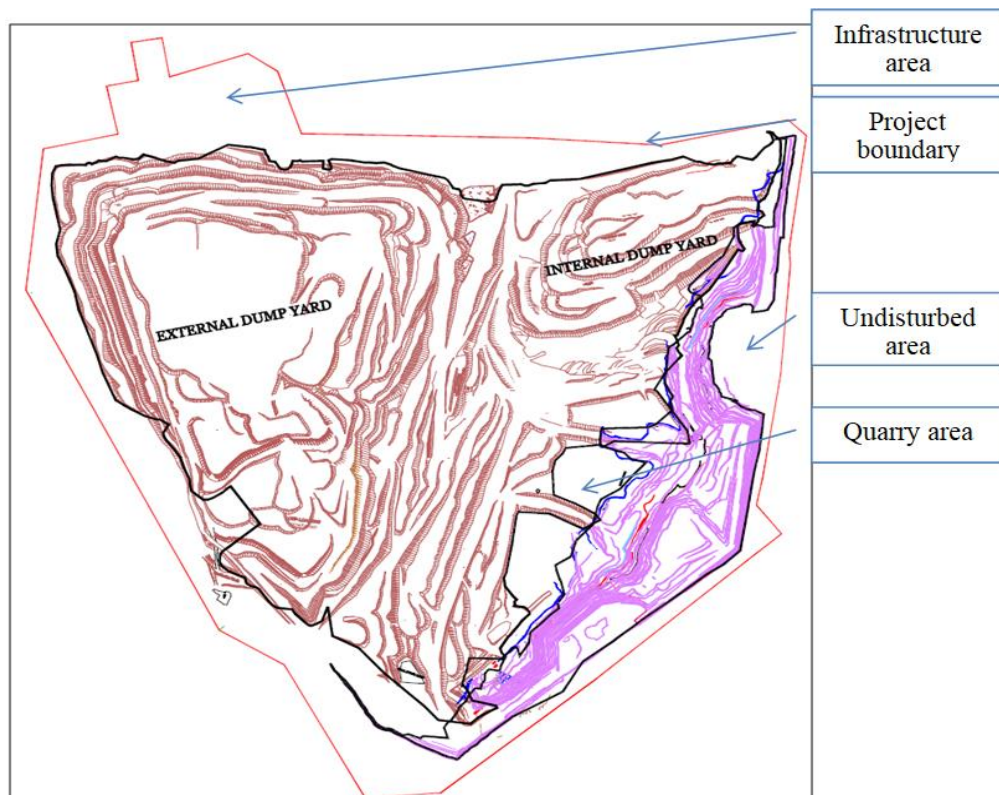 Infrastructure
area
Project
boundary
INTERNAL DUMP YARD
EXTERNAL DUMP YARD
Undisturbed
area
Quarry area